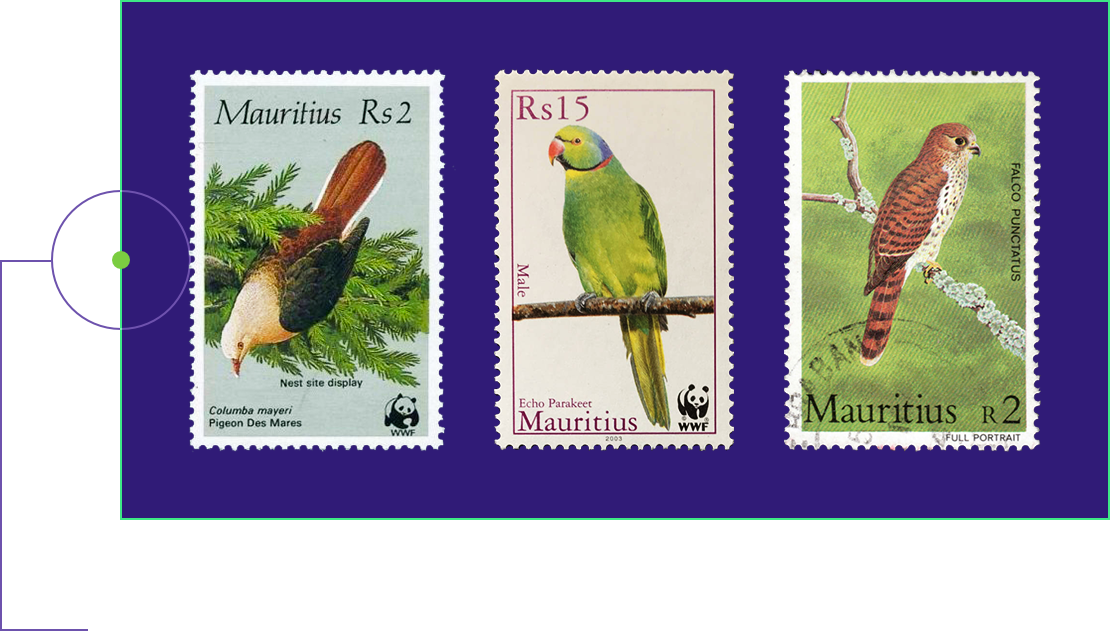 Mauritius Rs2
Nest site display
Columba mayeri
Pigeon Des Mares
WWF
Rs15
Male
Echo Parakeet
Mauritius
WWF
2003
FALCO PUNCTATUS
Mauritius R2
FULL PORTRAIT